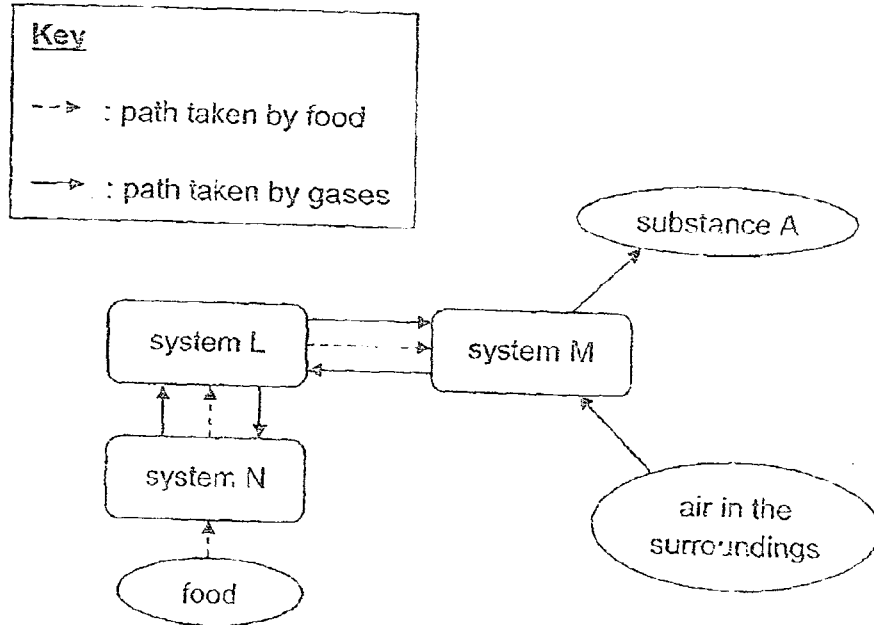 Key
: path taken by food
: path taken by gases
substance A
system L
system M
system N
air in the
surroundings
food